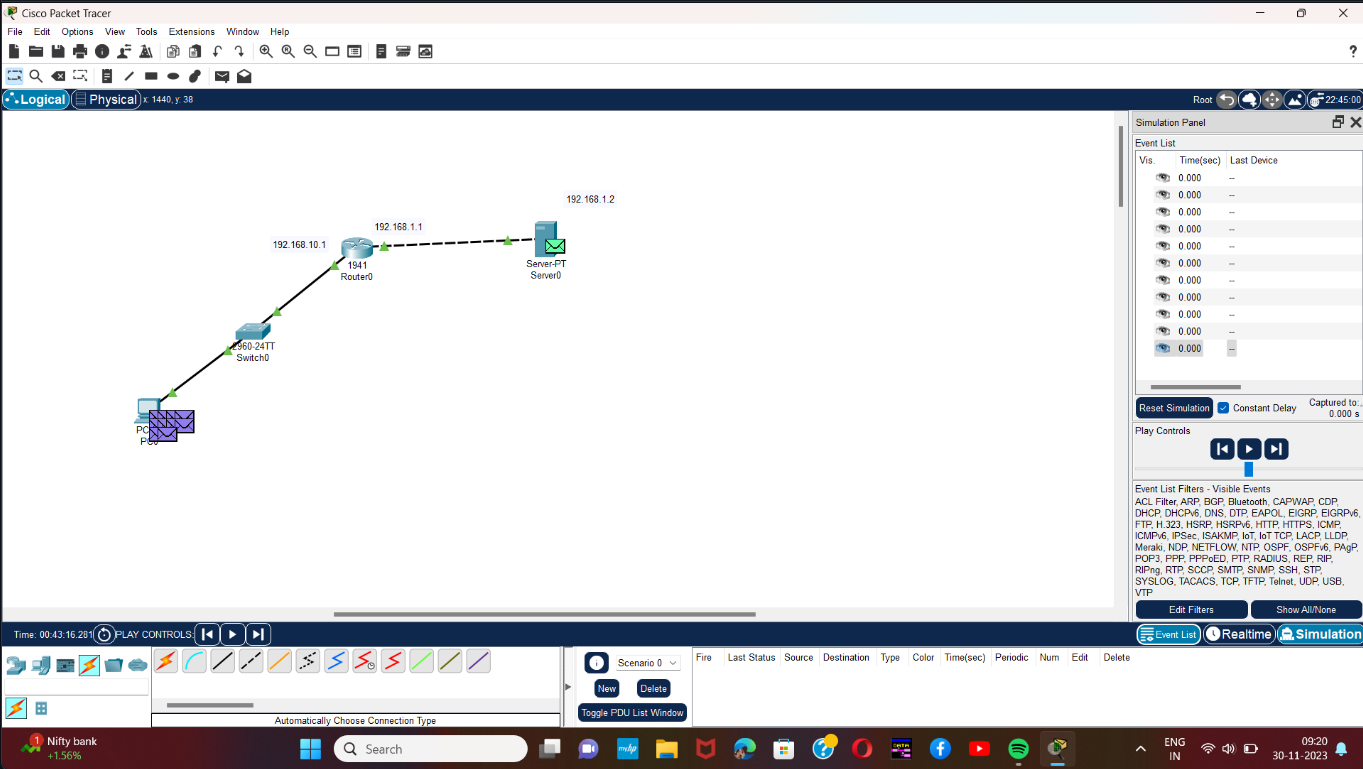 Cisco Packet Tracer
File Edit Options View Tools Extensions Window Help
?
Logical Physical x: 1440, y: 38 Root 22:45:00
Simulation Panel
Event List
Vis. Time(sec) Last Device
0.000 --
0.000 --
0.000 --
0.000 --
0.000 --
0.000 --
0.000 --
0.000 --
0.000 --
0.000 --
0.000 --
192.168.1.2
192.168.1.1
192.168.10.1
1941
Router0
Server-PT
Server0
2960-24TT
Switch0
Reset Simulation Constant Delay Captured to:
0.000 s
Play Controls
Event List Filters - Visible Events
ACL Filter, ARP, BGP, Bluetooth, CAPWAP, CDP,
DHCP, DHCPv6, DNS, DTP, EAPOL, EIGRP, EIGRPv6,
FTP, H.323, HSRP, HSRPv6, HTTP, HTTPS, ICMP,
ICMPv6, IPSec, ISAKMP, IoT, IoT TCP, LACP, LLDP,
Meraki, NDP, NETFLOW, NTP, OSPF, OSPFv6, PAgP,
POP3, PPP, PPPoED, PTP, RADIUS, REP, RIP,
RIPng, RTP, SCCP, SMTP, SNMP, SSH, STP,
SYSLOG, TACACS, TCP, TFTP, Telnet, UDP, USB,
VTP
Edit Filters Show All/None
Time: 00:43:16.281 PLAY CONTROLS: Event List Realtime Simulation
Scenario 0
New Delete
Toggle PDU List Window
Fire Last Status Source Destination Type Color Time(sec) Periodic Num Edit Delete
Automatically Choose Connection Type
1 Nifty bank
+1.56%
Search
myhp
ENG
IN
09:20
30-11-2023